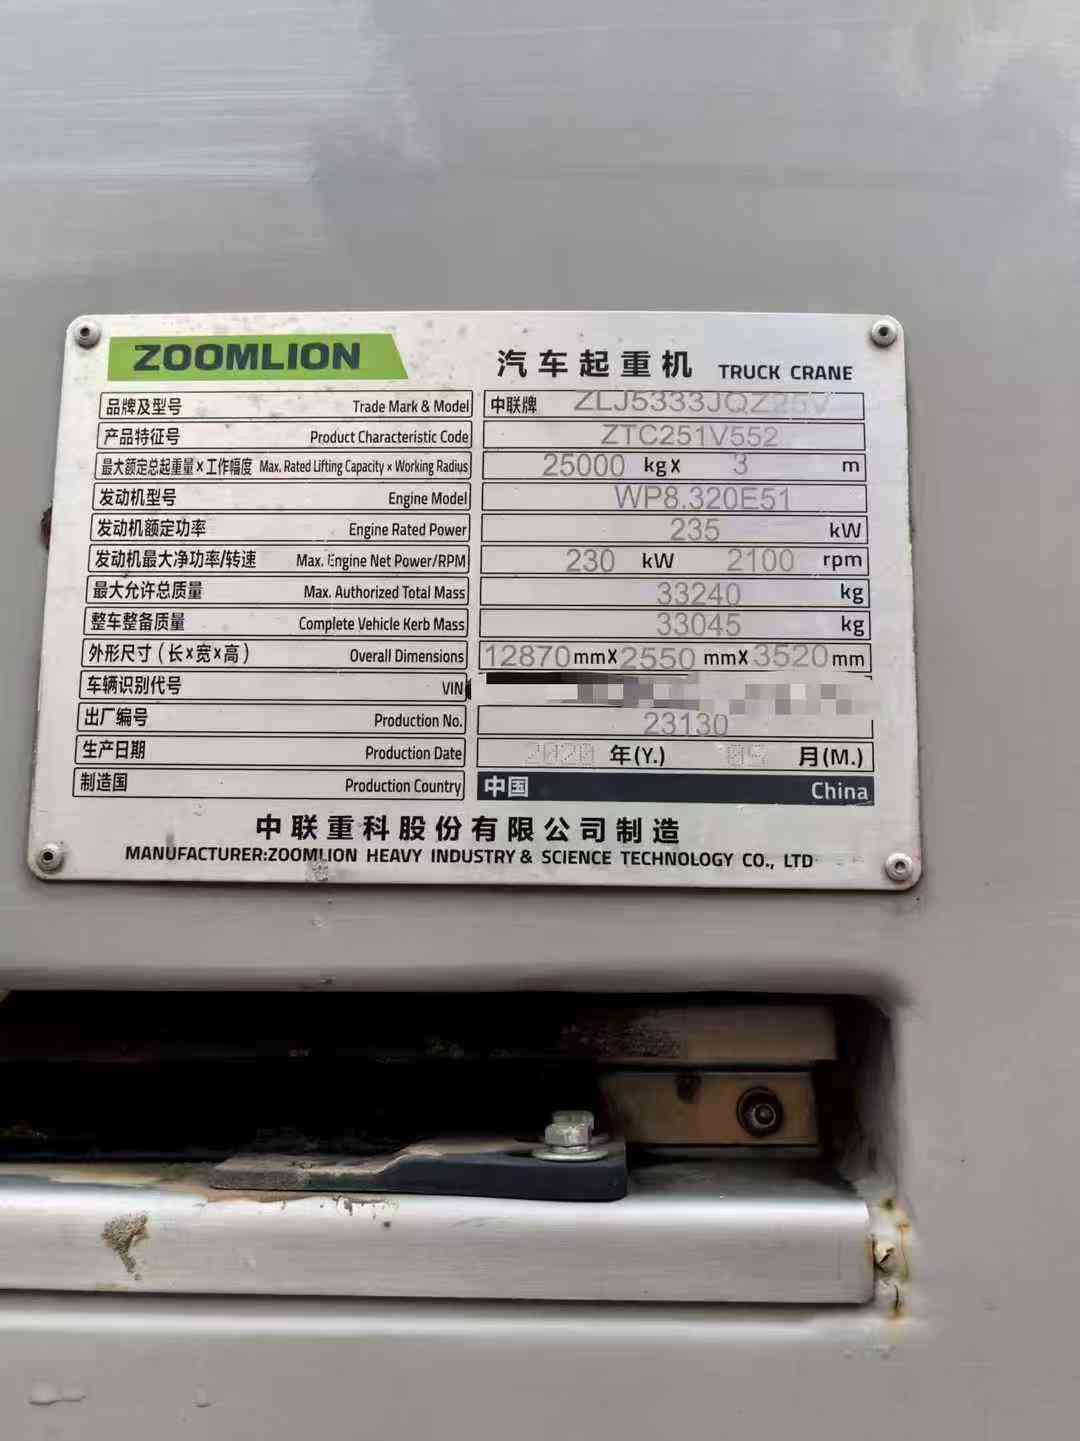 ZOOMLION 汽车起重机 TRUCK CRANE
品牌及型号 Trade Mark & Model 中联牌 ZLJ5333JQZ25V
产品特征号 Product Characteristic Code ZTC251V552
最大额定总起重量×工作幅度 Max. Rated Lifting Capacity × Working Radius 25000 kg× 3 m
发动机型号 Engine Model WP8.320E51
发动机额定功率 Engine Rated Power 235 kW
发动机最大净功率/转速 Max. Engine Net Power/RPM 230 kW 2100 rpm
最大允许总质量 Max. Authorized Total Mass 33240 kg
整车整备质量 Complete Vehicle Kerb Mass 33045 kg
外形尺寸(长×宽×高) Overall Dimensions 12870mm×2550mm×3520mm
车辆识别代号 VIN
出厂编号 Production No. 23130
生产日期 Production Date 2020 年(Y.) 05 月(M.)
制造国 Production Country 中国 China
中联重科股份有限公司制造
MANUFACTURER:ZOOMLION HEAVY INDUSTRY & SCIENCE TECHNOLOGY CO., LTD